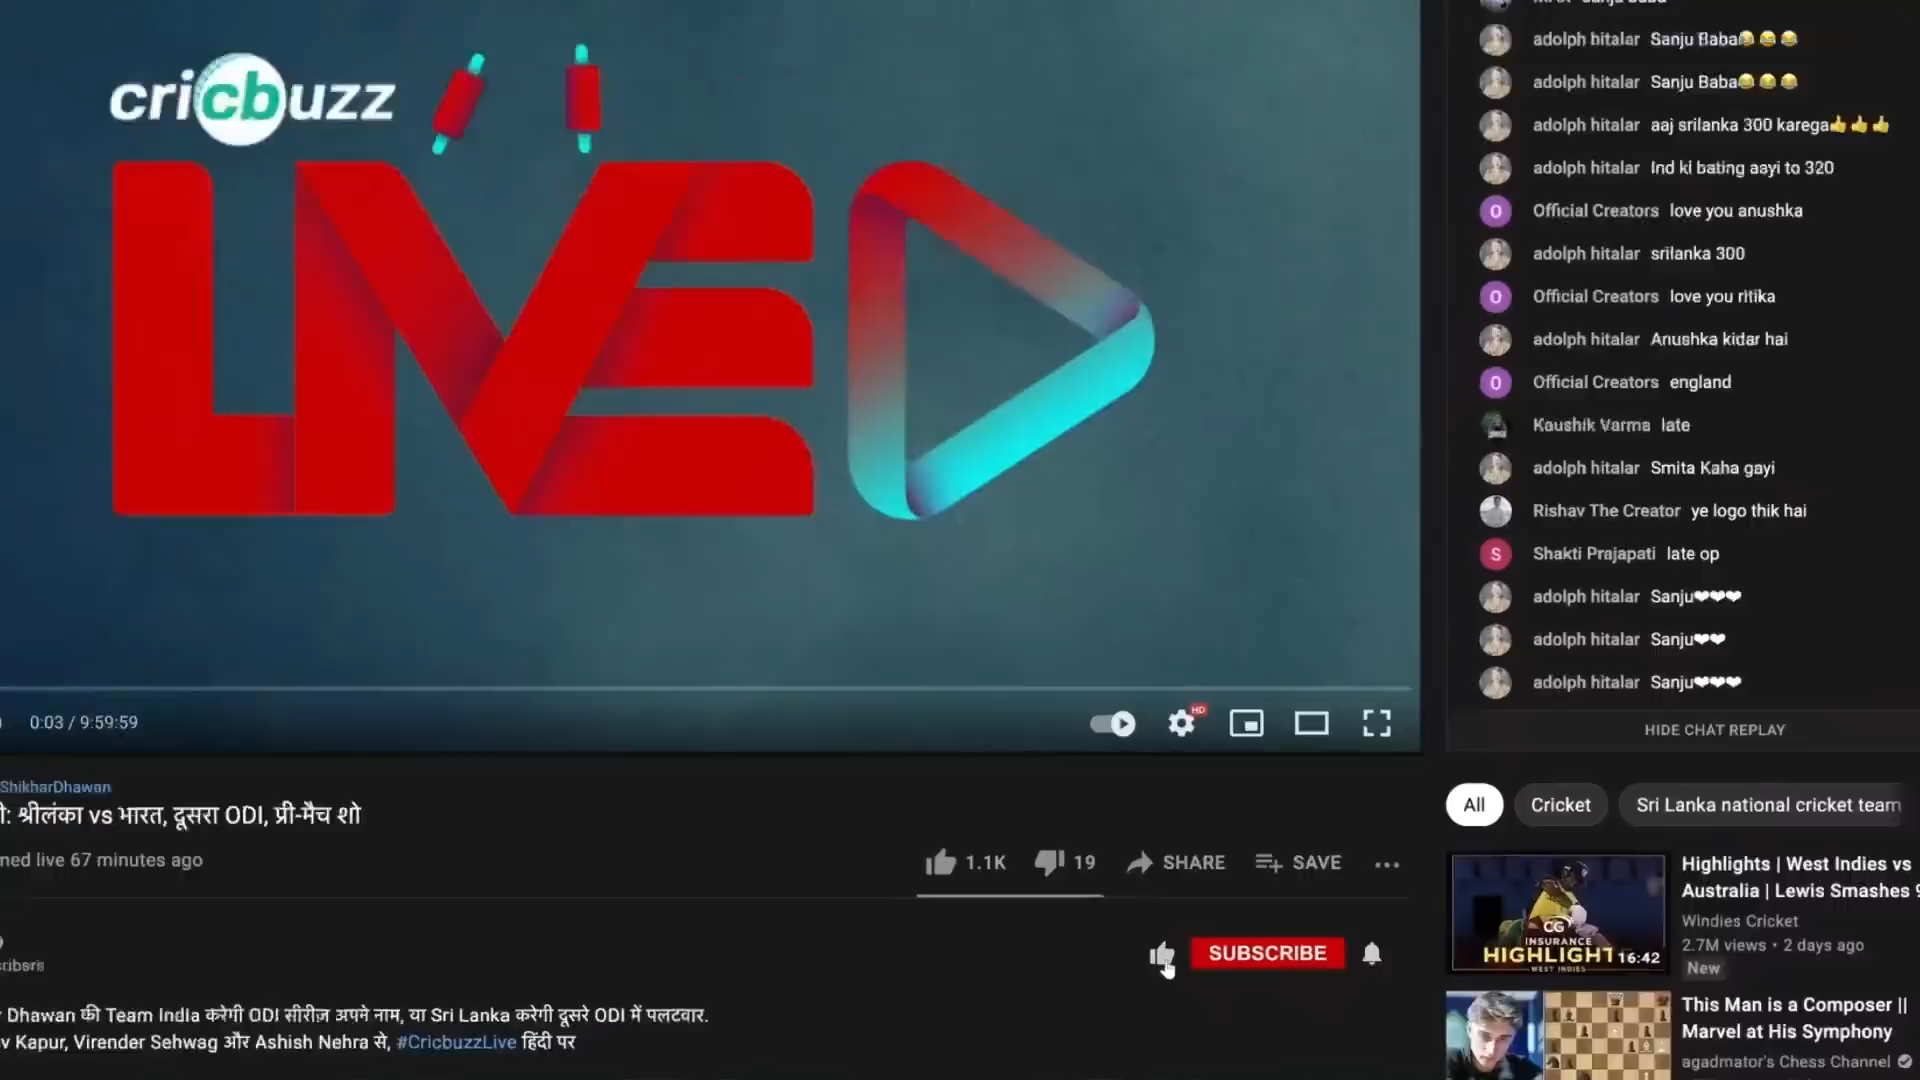 cricbuzz
LIVE
0:03 / 9:59:59
HD
ShikharDhawan
श्रीलंका vs भारत, दूसरा ODI, प्री-मैच शो
live 67 minutes ago
1.1K
19
SHARE
SAVE
SUBSCRIBE
Dhawan की Team India करेगी ODI सीरीज़ अपने नाम, या Sri Lanka करेगी दूसरे ODI में पलटवार.
Kapur, Virender Sehwag और Ashish Nehra से, #CricbuzzLive हिंदी पर
adolph hitalar Sanju Baba😂😂😂
adolph hitalar Sanju Baba😂😂😂
adolph hitalar aaj srilanka 300 karega👍👍👍
adolph hitalar Ind ki bating aayi to 320
O Official Creators love you anushka
adolph hitalar srilanka 300
O Official Creators love you ritika
adolph hitalar Anushka kidar hai
O Official Creators england
Kaushik Varma late
adolph hitalar Smita Kaha gayi
Rishav The Creator ye logo thik hai
S Shakti Prajapati late op
adolph hitalar Sanju❤❤❤
adolph hitalar Sanju❤❤
adolph hitalar Sanju❤❤❤
HIDE CHAT REPLAY
All Cricket Sri Lanka national cricket team
CG
INSURANCE
HIGHLIGHT
WEST INDIES
16:42
Highlights | West Indies vs
Australia | Lewis Smashes
Windies Cricket
2.7M views • 2 days ago
New
This Man is a Composer ||
Marvel at His Symphony
agadmator's Chess Channel